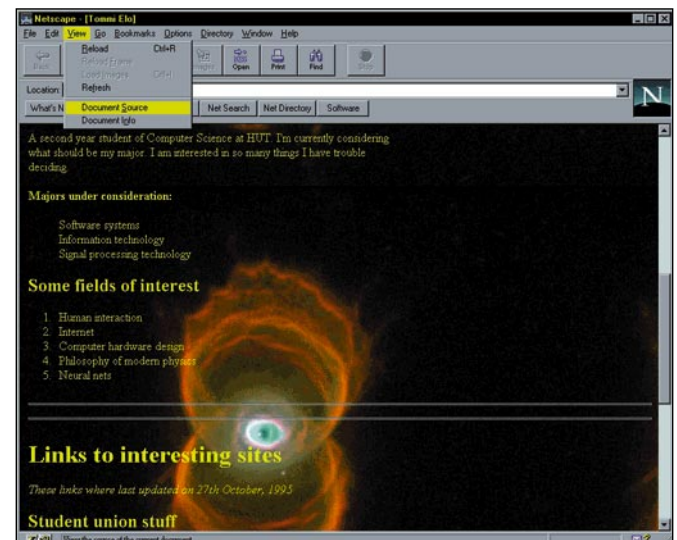 Netscape - [Tommi Elo]
File Edit View Go Bookmarks Options Directory Window Help
Back Images Open Print Find Stop
Reload Ctrl+R
Reload Frame
Load Images Ctrl+I
Refresh
Document Source
Document Info
Location:
What's N Net Search Net Directory Software
N
A second year student of Computer Science at HUT. I'm currently considering
what should be my major. I am interested in so many things I have trouble
deciding.
Majors under consideration:
Software systems
Information technology
Signal processing technology
Some fields of interest
1. Human interaction
2. Internet
3. Computer hardware design
4. Philosophy of modern physics
5. Neural nets
Links to interesting sites
These links where last updated on 27th October, 1995
Student union stuff